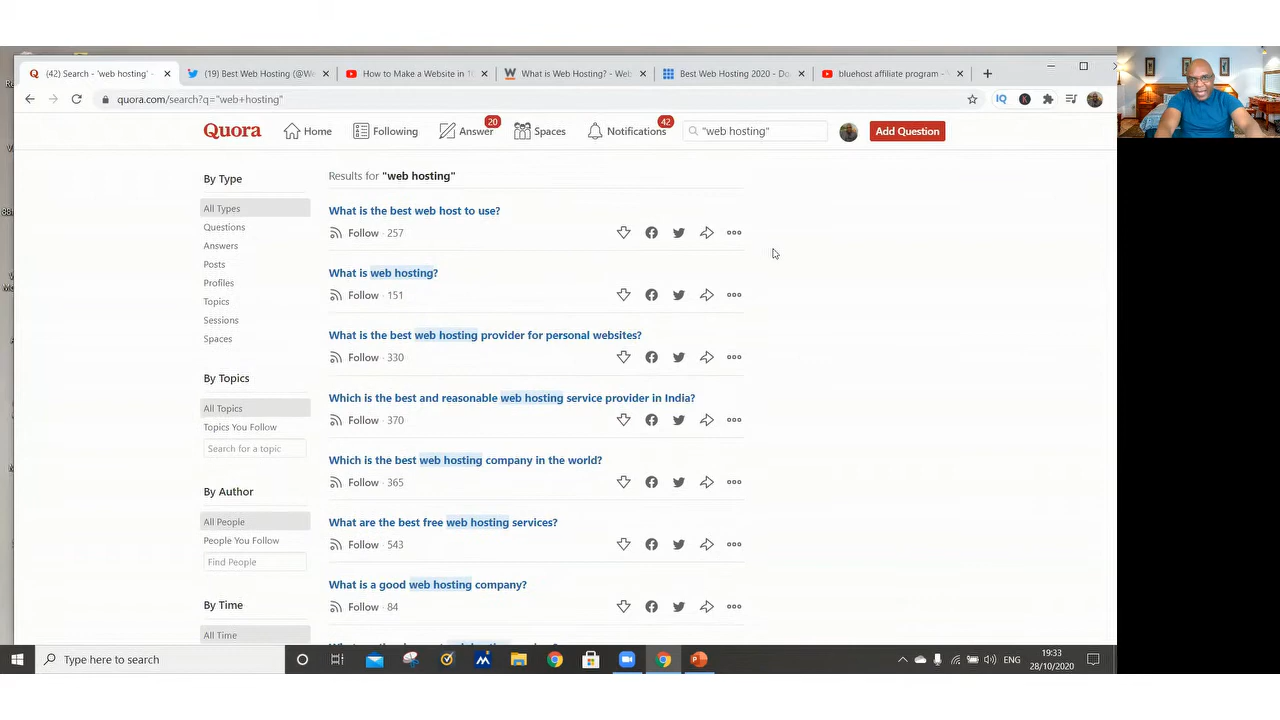 (42) Search - 'web hosting' -
(19) Best Web Hosting (@We
How to Make a Website in 1
What is Web Hosting? - Web
Best Web Hosting 2020 - Do
bluehost affiliate program -
quora.com/search?q="web+hosting"
IQ
K
Quora
Home
Following
Answer
20
Spaces
Notifications
42
"web hosting"
Add Question
By Type
All Types
Questions
Answers
Posts
Profiles
Topics
Sessions
Spaces
By Topics
All Topics
Topics You Follow
Search for a topic
By Author
All People
People You Follow
Find People
By Time
All Time
Results for "web hosting"
What is the best web host to use?
Follow · 257
What is web hosting?
Follow · 151
What is the best web hosting provider for personal websites?
Follow · 330
Which is the best and reasonable web hosting service provider in India?
Follow · 370
Which is the best web hosting company in the world?
Follow · 365
What are the best free web hosting services?
Follow · 543
What is a good web hosting company?
Follow · 84
Type here to search
ENG
19:33
28/10/2020